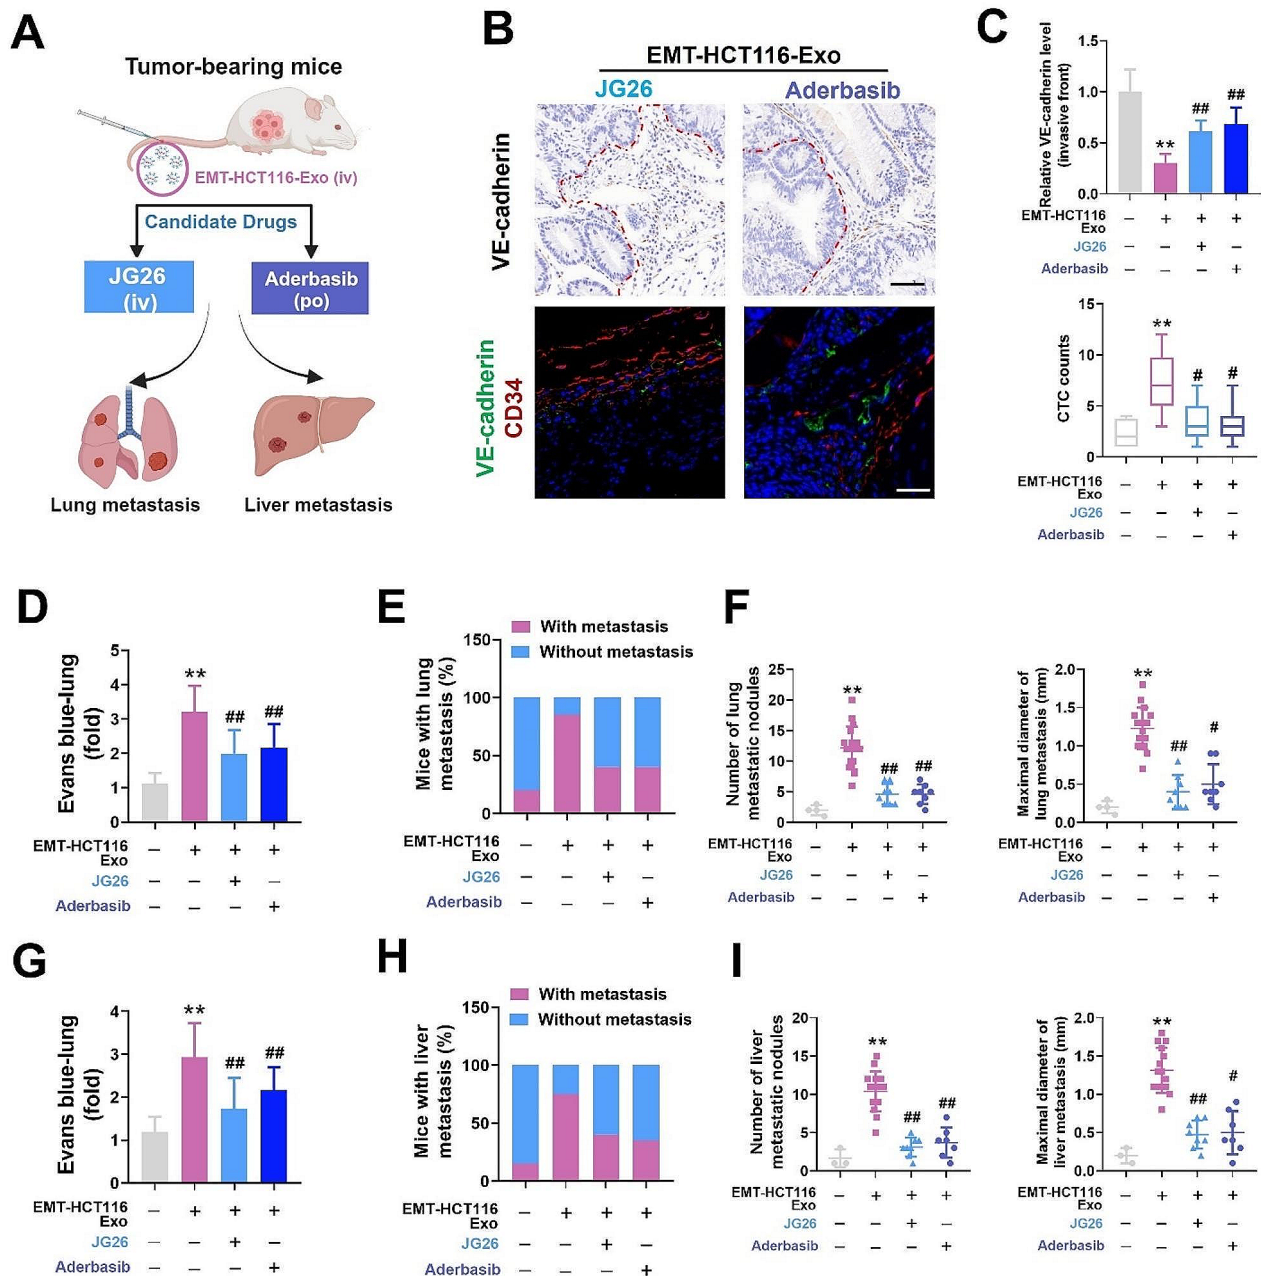 A
Tumor-bearing mice
EMT-HCT116-Exo (iv)
Candidate Drugs
JG26
(iv)
Aderbasib
(po)
Lung metastasis
Liver metastasis
B
EMT-HCT116-Exo
JG26
Aderbasib
VE-cadherin
VE-cadherin
CD34
C
Relative VE-cadherin level
(invasive front)
1.5
1.0
0.5
0.0
**
##
##
EMT-HCT116
Exo
– + + +
JG26
– – + –
Aderbasib
– – – +
CTC counts
15
10
5
0
**
#
#
EMT-HCT116
Exo
– + + +
JG26
– – + –
Aderbasib
– – – +
D
Evans blue-lung
(fold)
5
4
3
2
1
0
**
##
##
EMT-HCT116
Exo
– + + +
JG26
– – + –
Aderbasib
– – – +
E
With metastasis
Without metastasis
Mice with lung
metastasis (%)
150
100
50
0
EMT-HCT116
Exo
– + + +
JG26
– – + –
Aderbasib
– – – +
F
Number of lung
metastatic nodules
25
20
15
10
5
0
**
##
##
EMT-HCT116
Exo
– + + +
JG26
– – + –
Aderbasib
– – – +
Maximal diameter of
lung metastasis (mm)
2.0
1.5
1.0
0.5
0.0
**
##
#
EMT-HCT116
Exo
– + + +
JG26
– – + –
Aderbasib
– – – +
G
Evans blue-lung
(fold)
4
3
2
1
0
**
##
##
EMT-HCT116
Exo
– + + +
JG26
– – + –
Aderbasib
– – – +
H
With metastasis
Without metastasis
Mice with liver
metastasis (%)
150
100
50
0
EMT-HCT116
Exo
– + + +
JG26
– – + –
Aderbasib
– – – +
I
Number of liver
metastatic nodules
20
15
10
5
0
**
##
##
EMT-HCT116
Exo
– + + +
JG26
– – + –
Aderbasib
– – – +
Maximal diameter of
liver metastasis (mm)
2.0
1.5
1.0
0.5
0.0
**
##
#
EMT-HCT116
Exo
– + + +
JG26
– – + –
Aderbasib
– – – +